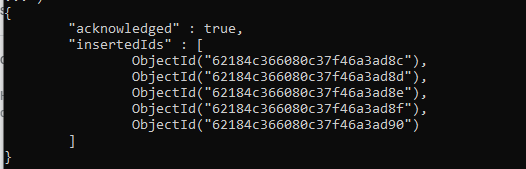 {
"acknowledged" : true,
"insertedIds" : [
ObjectId("62184c366080c37f46a3ad8c"),
ObjectId("62184c366080c37f46a3ad8d"),
ObjectId("62184c366080c37f46a3ad8e"),
ObjectId("62184c366080c37f46a3ad8f"),
ObjectId("62184c366080c37f46a3ad90")
]
}